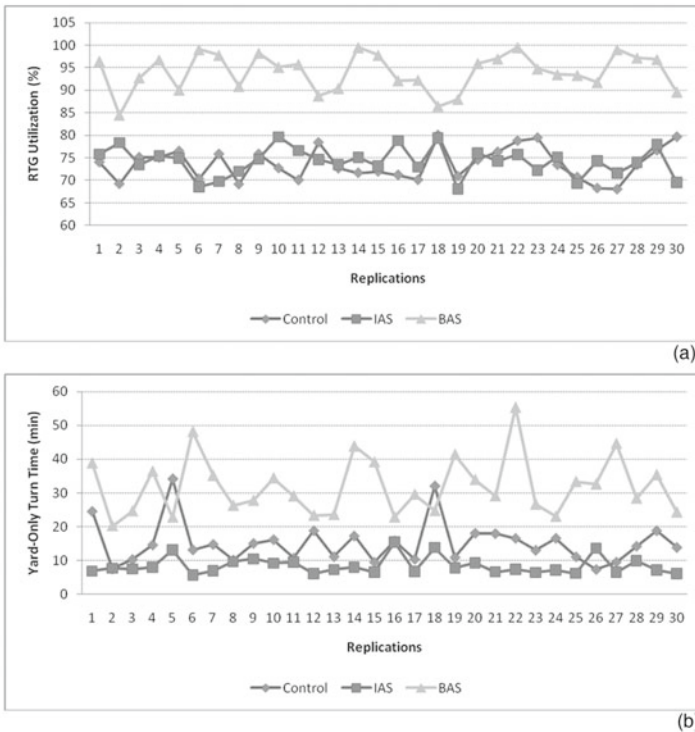 105
100
95
90
85
80
75
70
65
60
RTG Utilization (%)
1 2 3 4 5 6 7 8 9 10 11 12 13 14 15 16 17 18 19 20 21 22 23 24 25 26 27 28 29 30
Replications
Control IAS BAS
(a)
60
50
40
30
20
10
0
Yard-Only Turn Time (min)
1 2 3 4 5 6 7 8 9 10 11 12 13 14 15 16 17 18 19 20 21 22 23 24 25 26 27 28 29 30
Replications
Control IAS BAS
(b